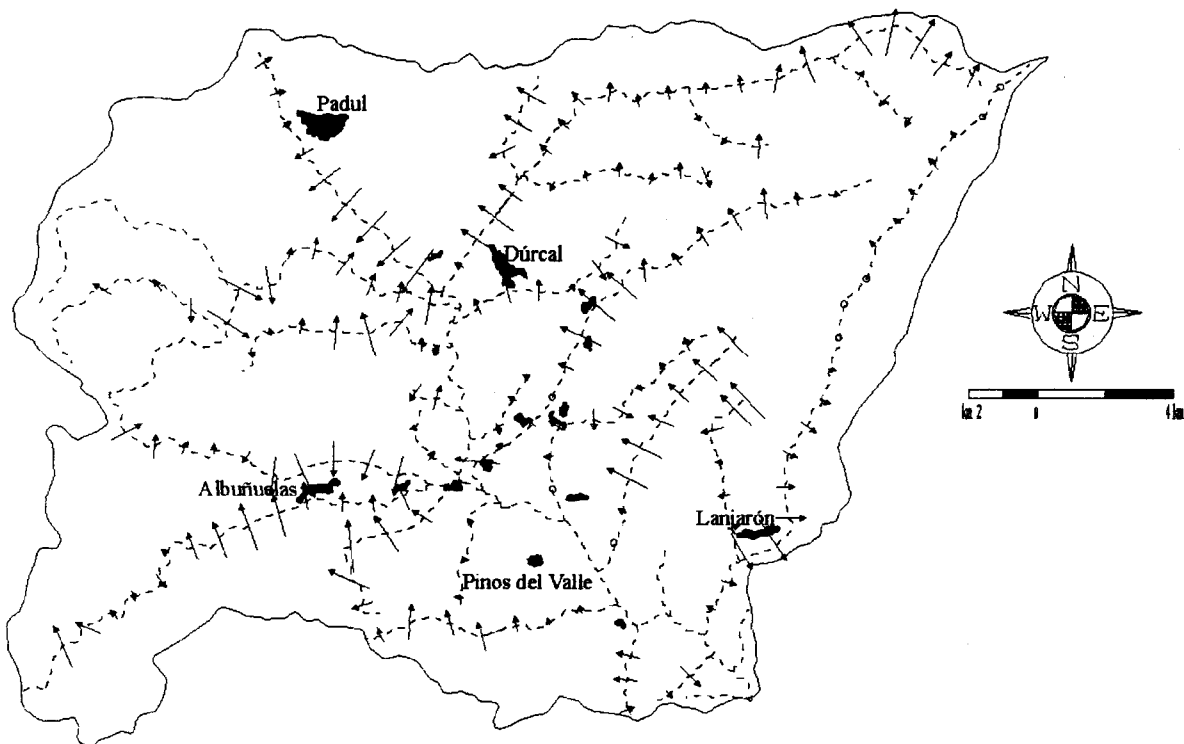 Padul
Dúrcal
N
W E
S
km 2 0 4 km
Albuñuelas
Lanjarón
Pinos del Valle